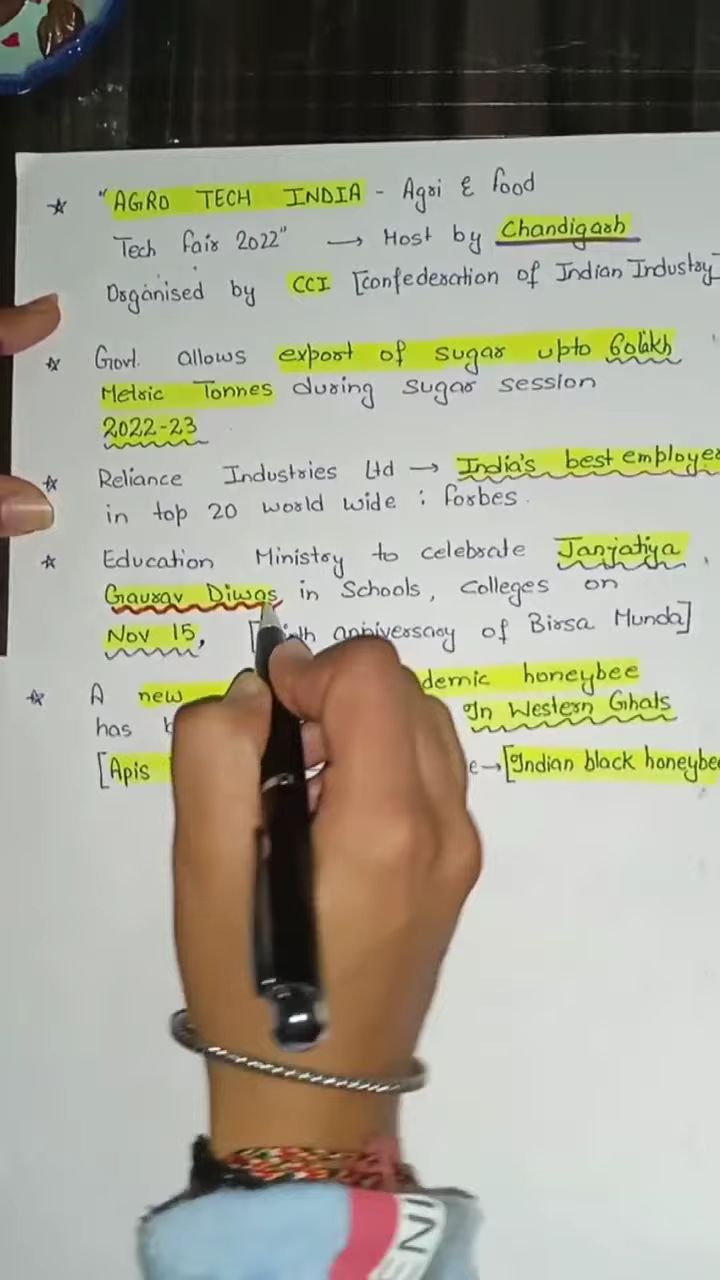 ☆ "AGRO TECH INDIA - Agri & food
Tech fair 2022" → Host by Chandigarh
Organised by CCI [confederation of Indian Industry
☆ Govt. allows export of sugar upto 60lakh
Metric Tonnes during sugar session
2022-23
☆ Reliance Industries Ltd → India's best employer
in top 20 world wide : forbes.
☆ Education Ministry to celebrate Janjatiya
Gaurav Diwas in Schools, Colleges on
Nov 15, [ anniversary of Birsa Munda]
☆ A new demic honeybee
has In Western Ghats
[Apis → [Indian black honeybee
INE